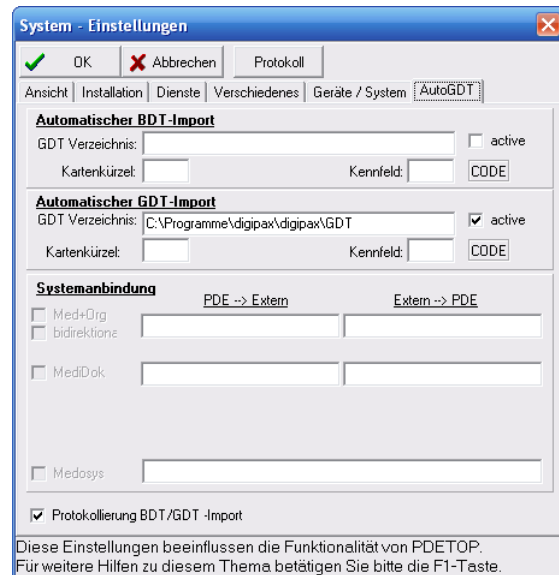 System - Einstellungen
OK Abbrechen Protokoll
Ansicht Installation Dienste Verschiedenes Geräte / System AutoGDT
Automatischer BDT-Import
GDT Verzeichnis: active
Kartenkürzel: Kennfeld: CODE
Automatischer GDT-Import
GDT Verzeichnis: C:\Programme\digipax\digipax\GDT active
Kartenkürzel: Kennfeld: CODE
Systemanbindung
PDE --> Extern Extern --> PDE
Med+Org
bidirektiona
MediDok
Medosys
Protokollierung BDT/GDT -Import
Diese Einstellungen beeinflussen die Funktionalität von PDETOP.
Für weitere Hilfen zu diesem Thema betätigen Sie bitte die F1-Taste.